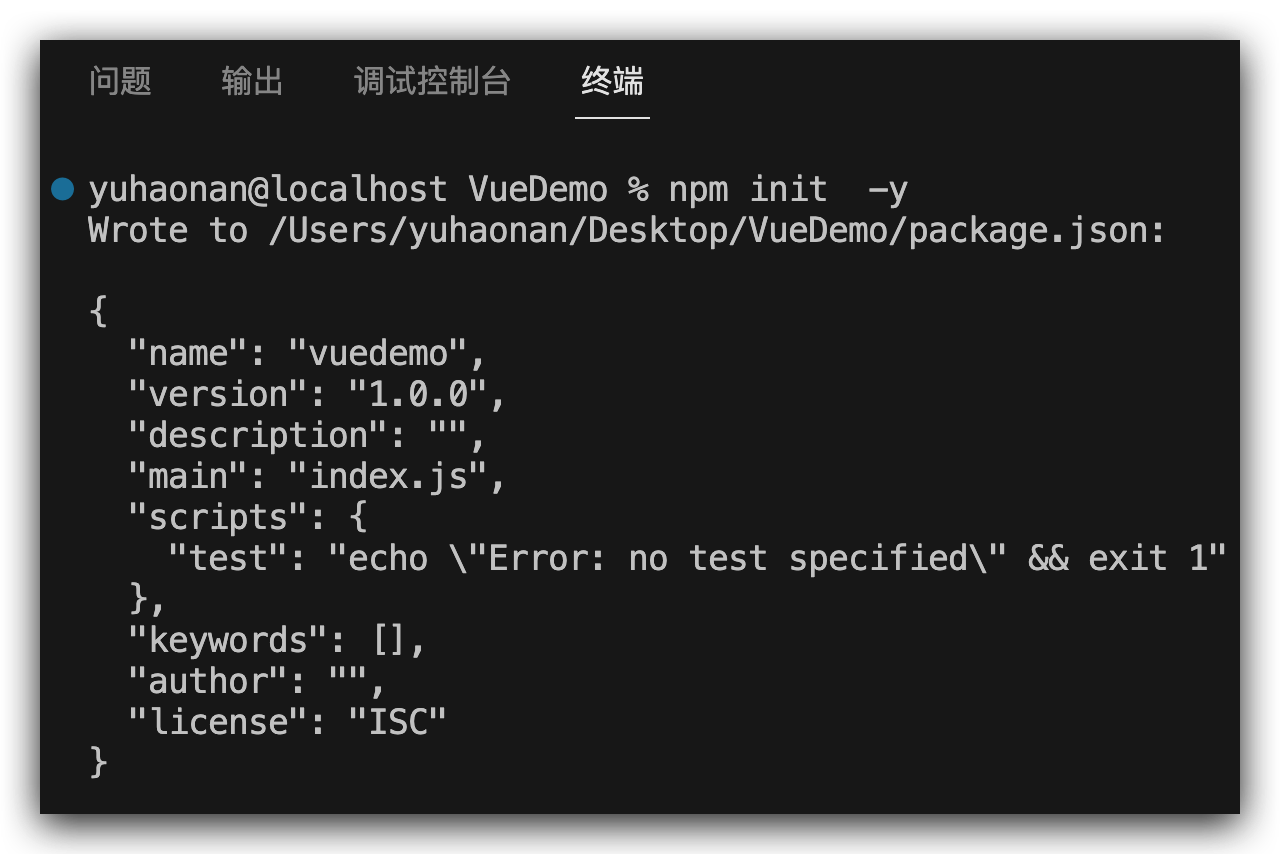 问题 输出 调试控制台 终端
yuhaonan@localhost VueDemo % npm init  -y
Wrote to /Users/yuhaonan/Desktop/VueDemo/package.json:
{
  "name": "vuedemo",
  "version": "1.0.0",
  "description": "",
  "main": "index.js",
  "scripts": {
    "test": "echo \"Error: no test specified\" && exit 1"
  },
  "keywords": [],
  "author": "",
  "license": "ISC"
}